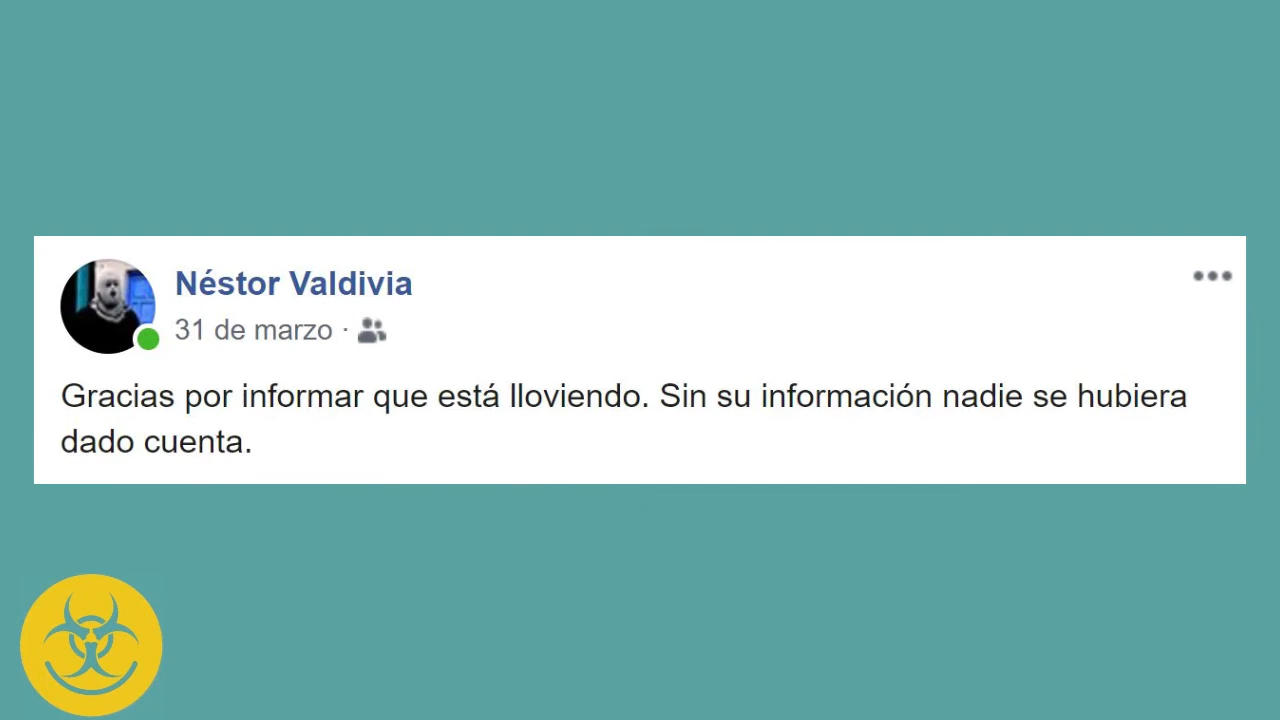 Néstor Valdivia
31 de marzo ·
Gracias por informar que está lloviendo. Sin su información nadie se hubiera
dado cuenta.